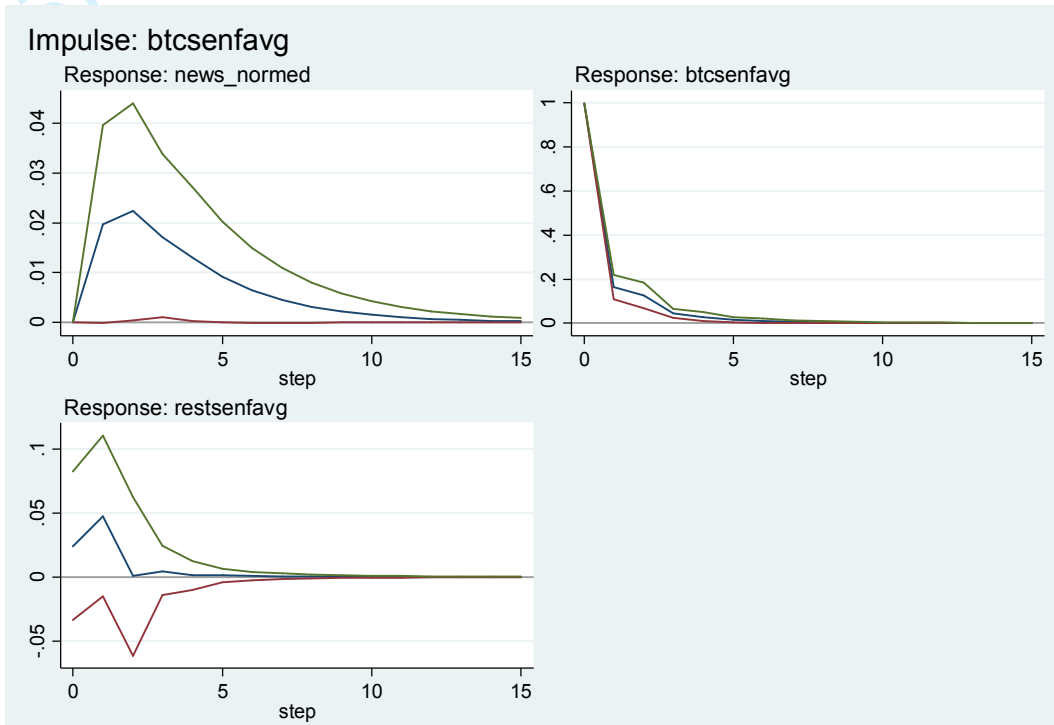 Impulse: btcsenfavg
Response: news_normed
.04
.03
.02
.01
0
0 5 10 15
step
Response: btcsenfavg
1
.8
.6
.4
.2
0
0 5 10 15
step
Response: restsenfavg
.1
.05
0
-.05
0 5 10 15
step